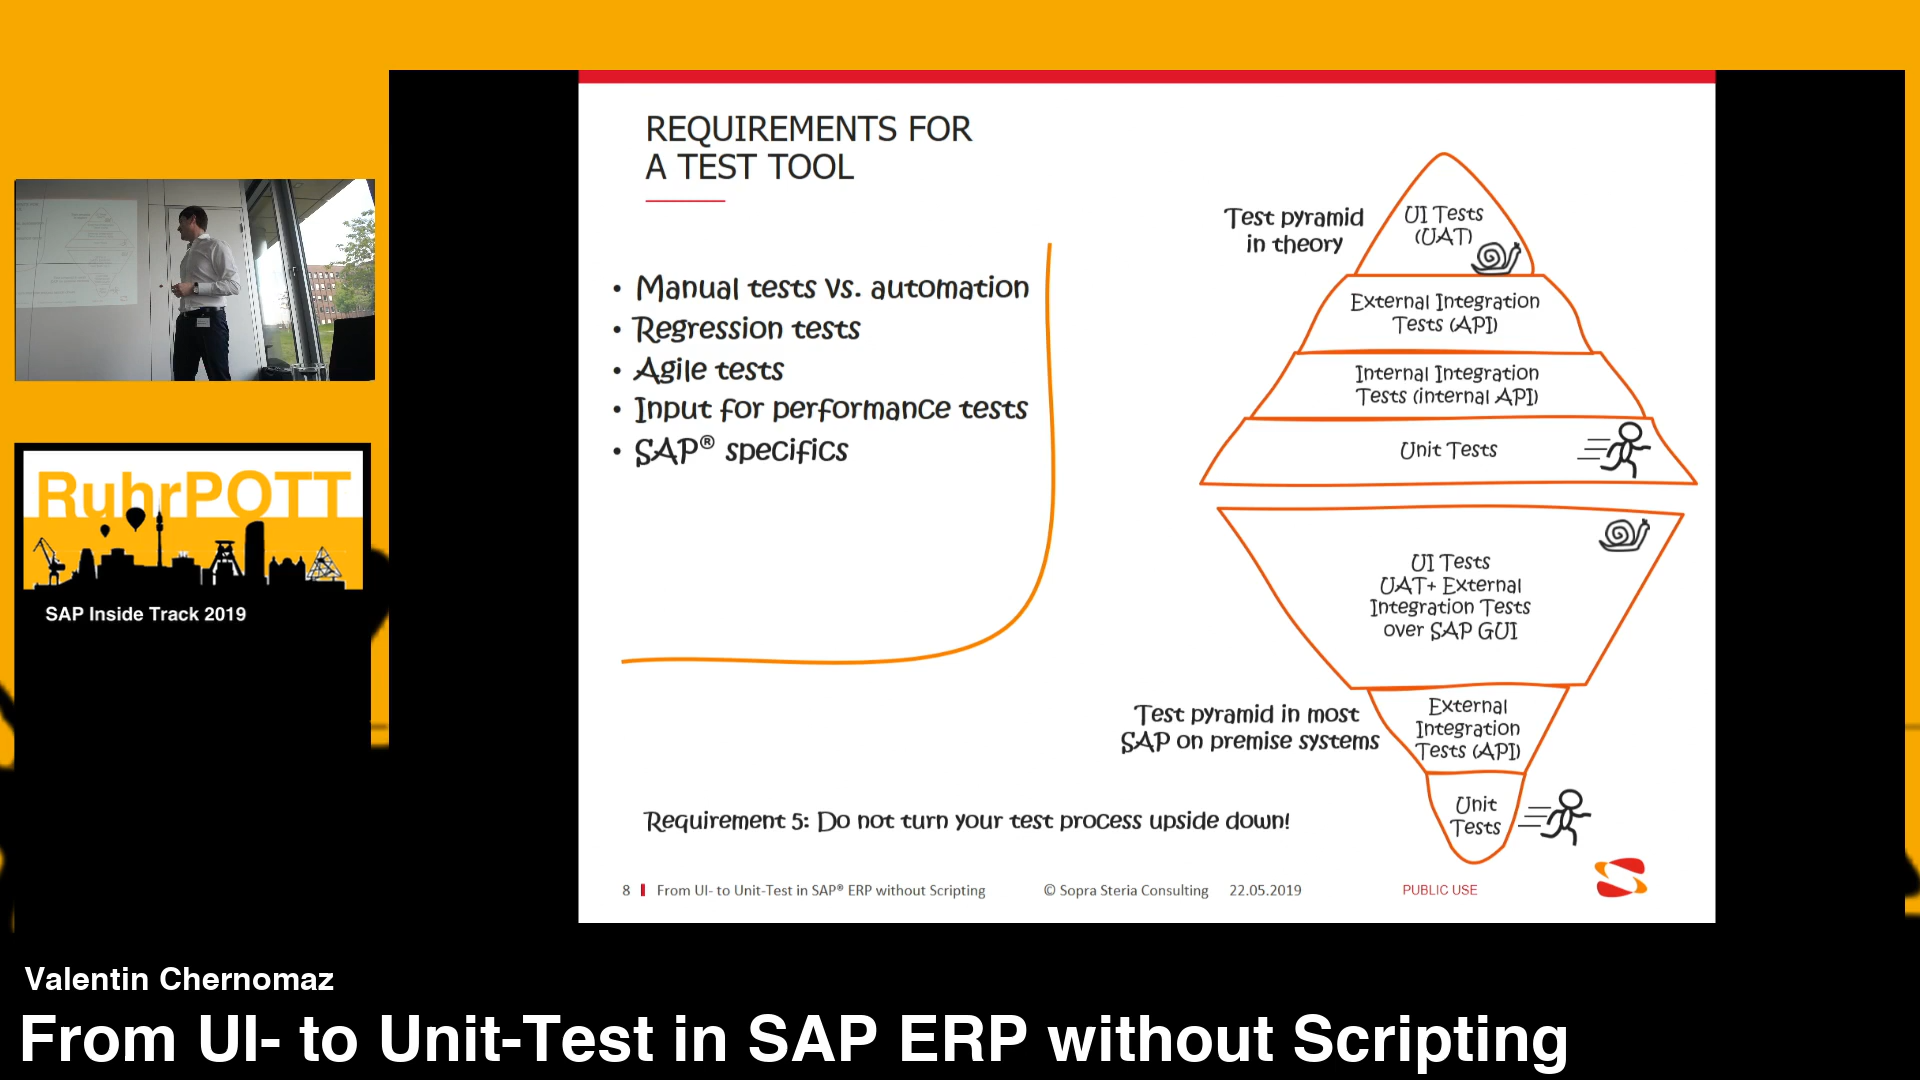 REQUIREMENTS FOR
A TEST TOOL
• Manual tests vs. automation
• Regression tests
• Agile tests
• Input for performance tests
• SAP® specifics
Test pyramid
in theory
UI Tests
(UAT)
External Integration
Tests (API)
Internal Integration
Tests (internal API)
Unit Tests
UI Tests
UAT+ External
Integration Tests
over SAP GUI
Test pyramid in most
SAP on premise systems
External
Integration
Tests (API)
Unit
Tests
Requirement 5: Do not turn your test process upside down!
8 From UI- to Unit-Test in SAP® ERP without Scripting © Sopra Steria Consulting 22.05.2019 PUBLIC USE
RuhrPOTT
SAP Inside Track 2019
Valentin Chernomaz
From UI- to Unit-Test in SAP ERP without Scripting